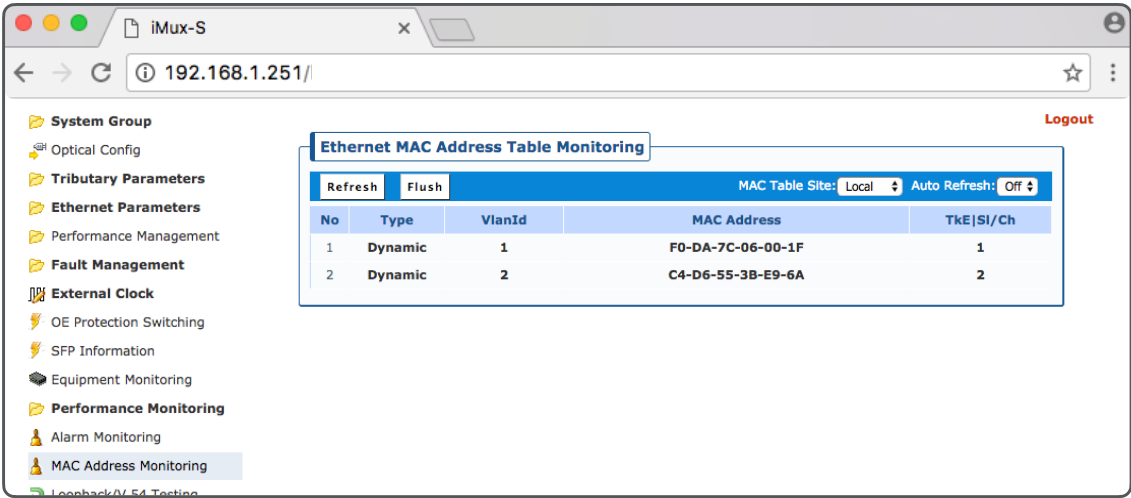 iMux-S
192.168.1.251/
System Group
Optical Config
Tributary Parameters
Ethernet Parameters
Performance Management
Fault Management
External Clock
OE Protection Switching
SFP Information
Equipment Monitoring
Performance Monitoring
Alarm Monitoring
MAC Address Monitoring
Loopback/V.54 Testing
Logout
Ethernet MAC Address Table Monitoring
Refresh Flush MAC Table Site: Local Auto Refresh: Off
No Type VlanId MAC Address TkE|Sl/Ch
1 Dynamic 1 F0-DA-7C-06-00-1F 1
2 Dynamic 2 C4-D6-55-3B-E9-6A 2